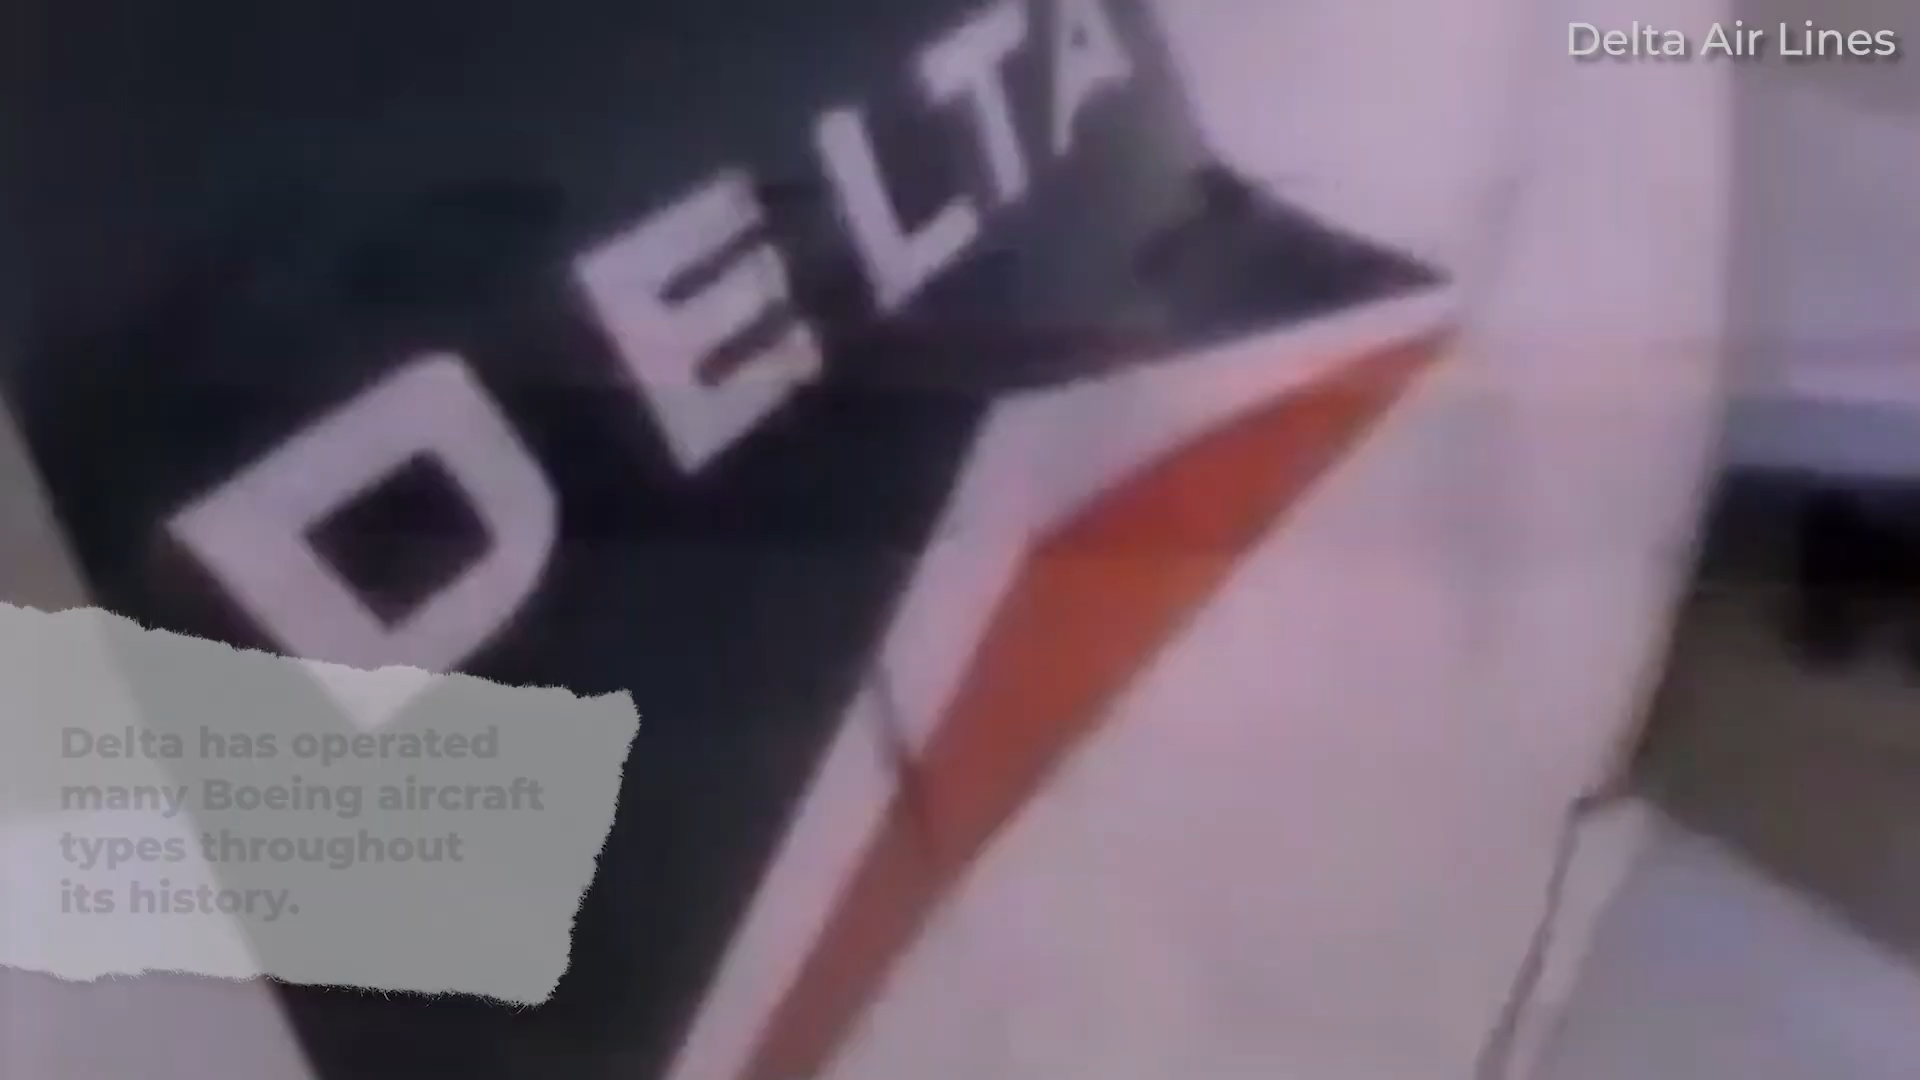 Delta Air Lines
DELTA
Delta has operated
many Boeing aircraft
types throughout
its history.